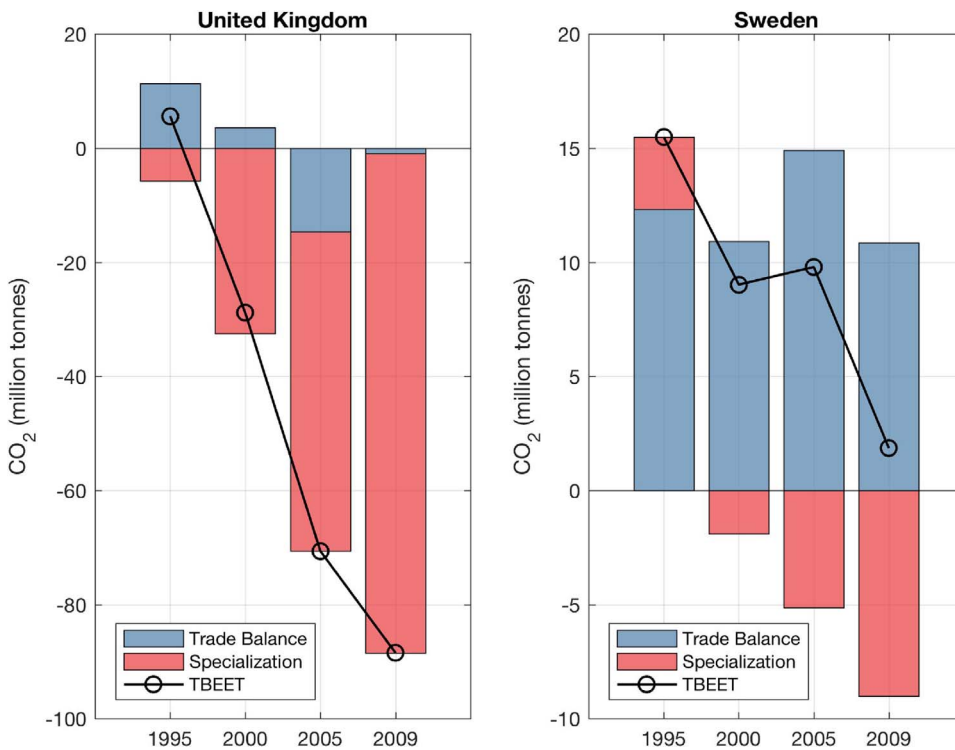 United Kingdom
20
0
-20
-40
-60
-80
-100
CO2 (million tonnes)
Trade Balance
Specialization
TBEET
1995 2000 2005 2009
Sweden
20
15
10
5
0
-5
-10
CO2 (million tonnes)
Trade Balance
Specialization
TBEET
1995 2000 2005 2009